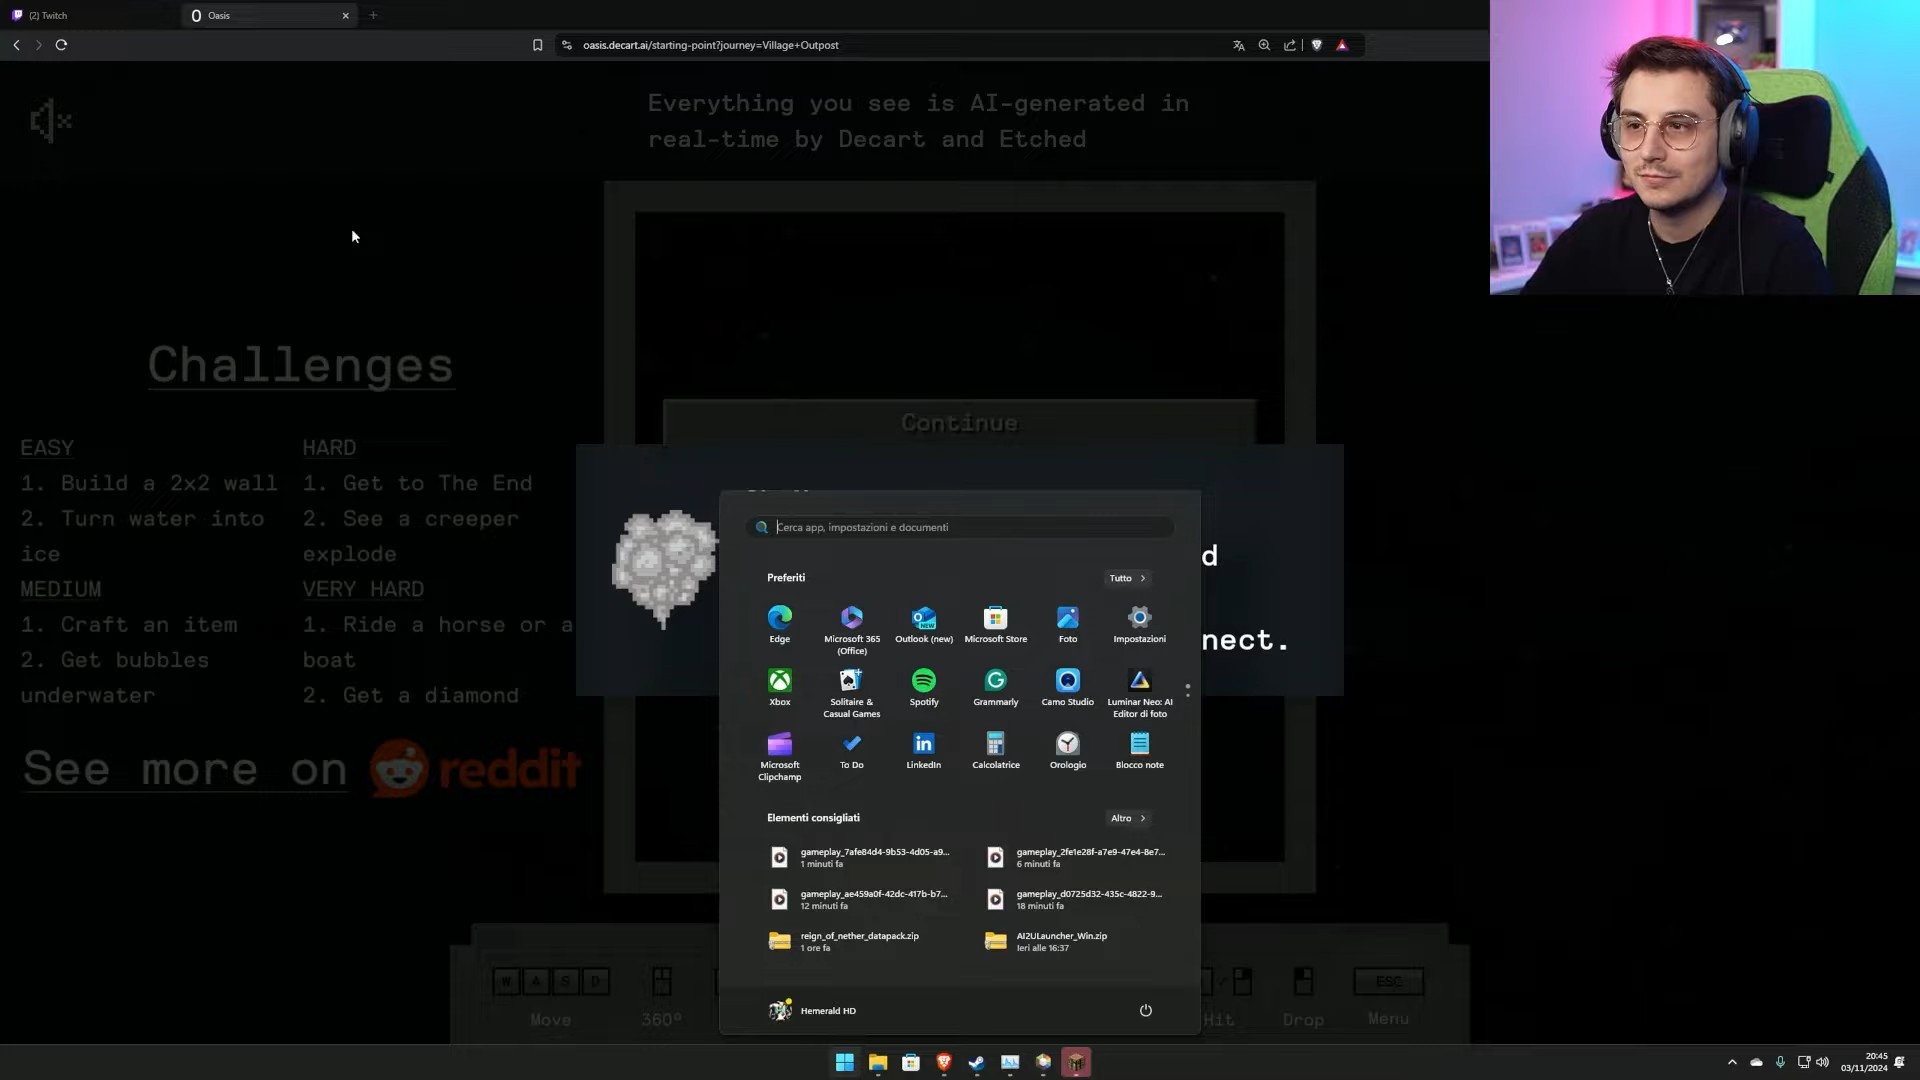 (2) Twitch
Oasis
oasis.decart.ai/starting-point?journey=Village+Outpost
Everything you see is AI-generated in
real-time by Decart and Etched
Challenges
EASY
1. Build a 2x2 wall
2. Turn water into
ice
MEDIUM
1. Craft an item
2. Get bubbles
underwater
HARD
1. Get to The End
2. See a creeper
explode
VERY HARD
1. Ride a horse or a
boat
2. Get a diamond
See more on reddit
Continue
d
nect.
Cerca app, impostazioni e documenti
Preferiti
Tutto
Edge
Microsoft 365
(Office)
Outlook (new)
Microsoft Store
Foto
Impostazioni
Xbox
Solitaire &
Casual Games
Spotify
Grammarly
Camo Studio
Luminar Neo: AI
Editor di foto
Microsoft
Clipchamp
To Do
LinkedIn
Calcolatrice
Orologio
Blocco note
Elementi consigliati
Altro
gameplay_7afe84d4-9b53-4d05-a9...
1 minuti fa
gameplay_2fe1e28f-a7e9-47e4-8e7...
6 minuti fa
gameplay_ae459a0f-42dc-417b-b7...
12 minuti fa
gameplay_d0725d32-435c-4822-9...
18 minuti fa
reign_of_nether_datapack.zip
1 ore fa
AI2ULauncher_Win.zip
Ieri alle 16:37
Hemerald HD
W A S D
Move
360°
Hit
Drop
ESC
Menu
20:45
03/11/2024